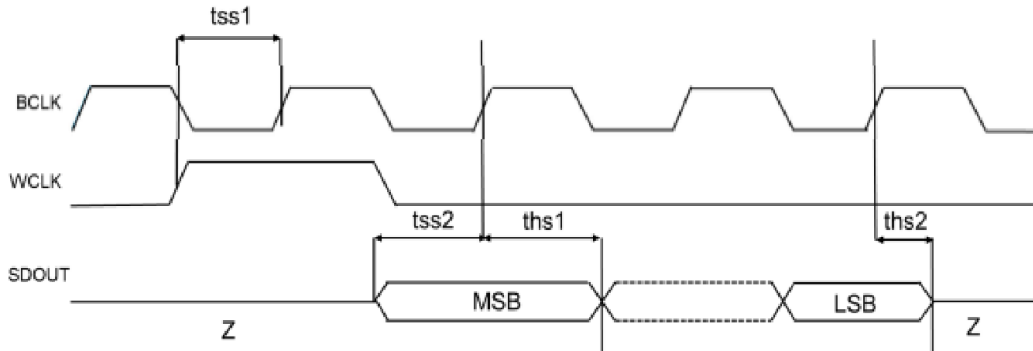 tss1
BCLK
WCLK
tss2 ths1 ths2
SDOUT
MSB LSB
Z Z